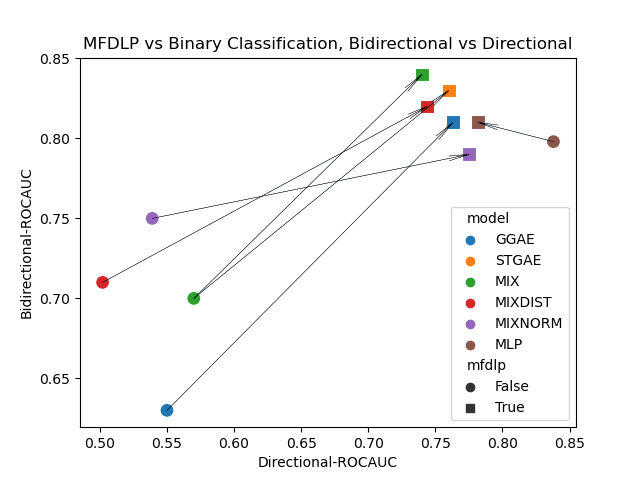 MFDLP vs Binary Classification, Bidirectional vs Directional
0.85
0.80
0.75
0.70
0.65
Bidirectional-ROCAUC
model
GGAE
STGAE
MIX
MIXDIST
MIXNORM
MLP
mfdlp
False
True
0.50 0.55 0.60 0.65 0.70 0.75 0.80 0.85
Directional-ROCAUC